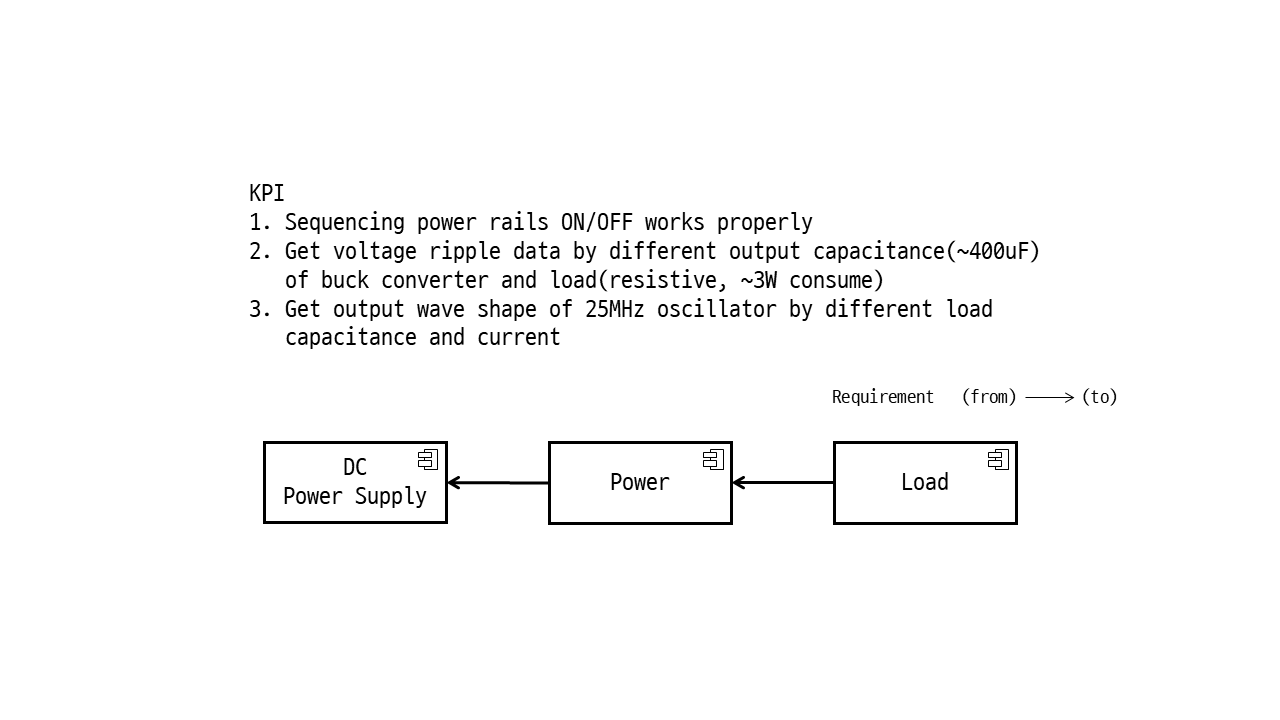 KPI
1. Sequencing power rails ON/OFF works properly
2. Get voltage ripple data by different output capacitance(~400uF)
of buck converter and load(resistive, ~3W consume)
3. Get output wave shape of 25MHz oscillator by different load
capacitance and current
Requirement (from) (to)
DC
Power Supply
Power
Load